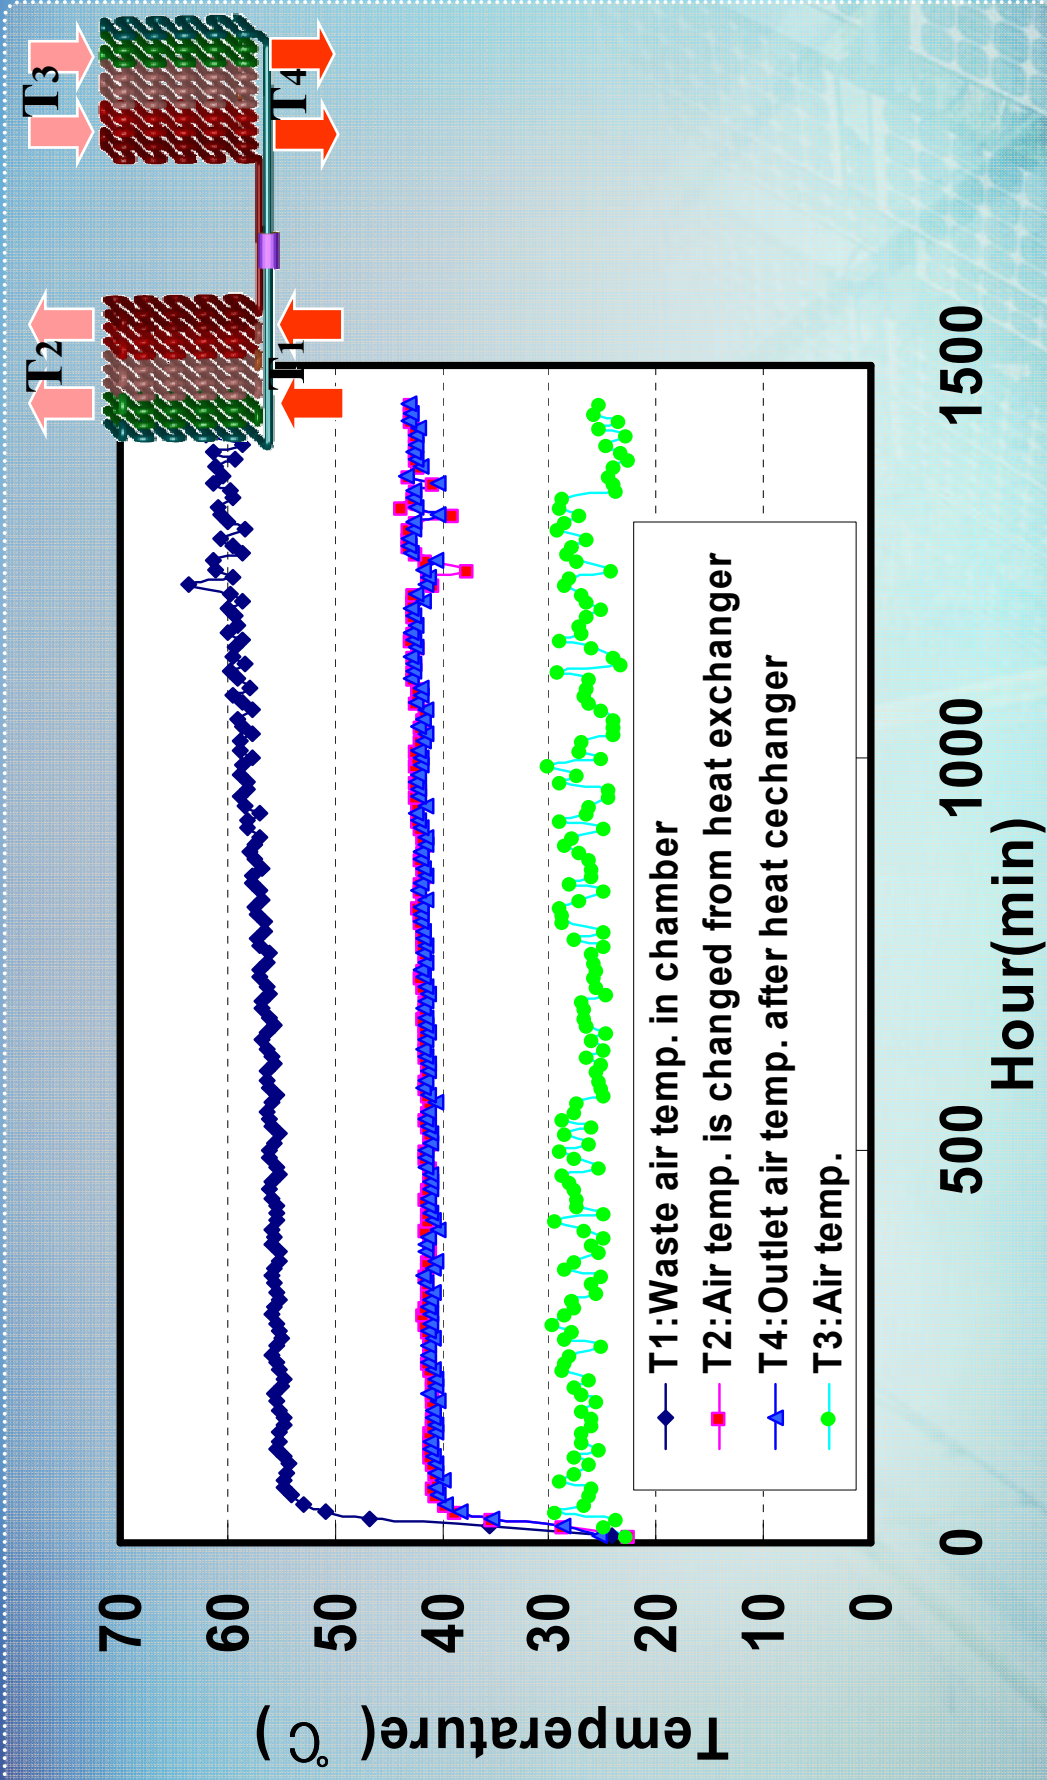 T2
T3
T1
T4
70
60
50
40
30
20
10
0
Temperature(℃)
0
500
1000
1500
Hour(min)
T1:Waste air temp. in chamber
T2:Air temp. is changed from heat exchanger
T4:Outlet air temp. after heat cechanger
T3:Air temp.